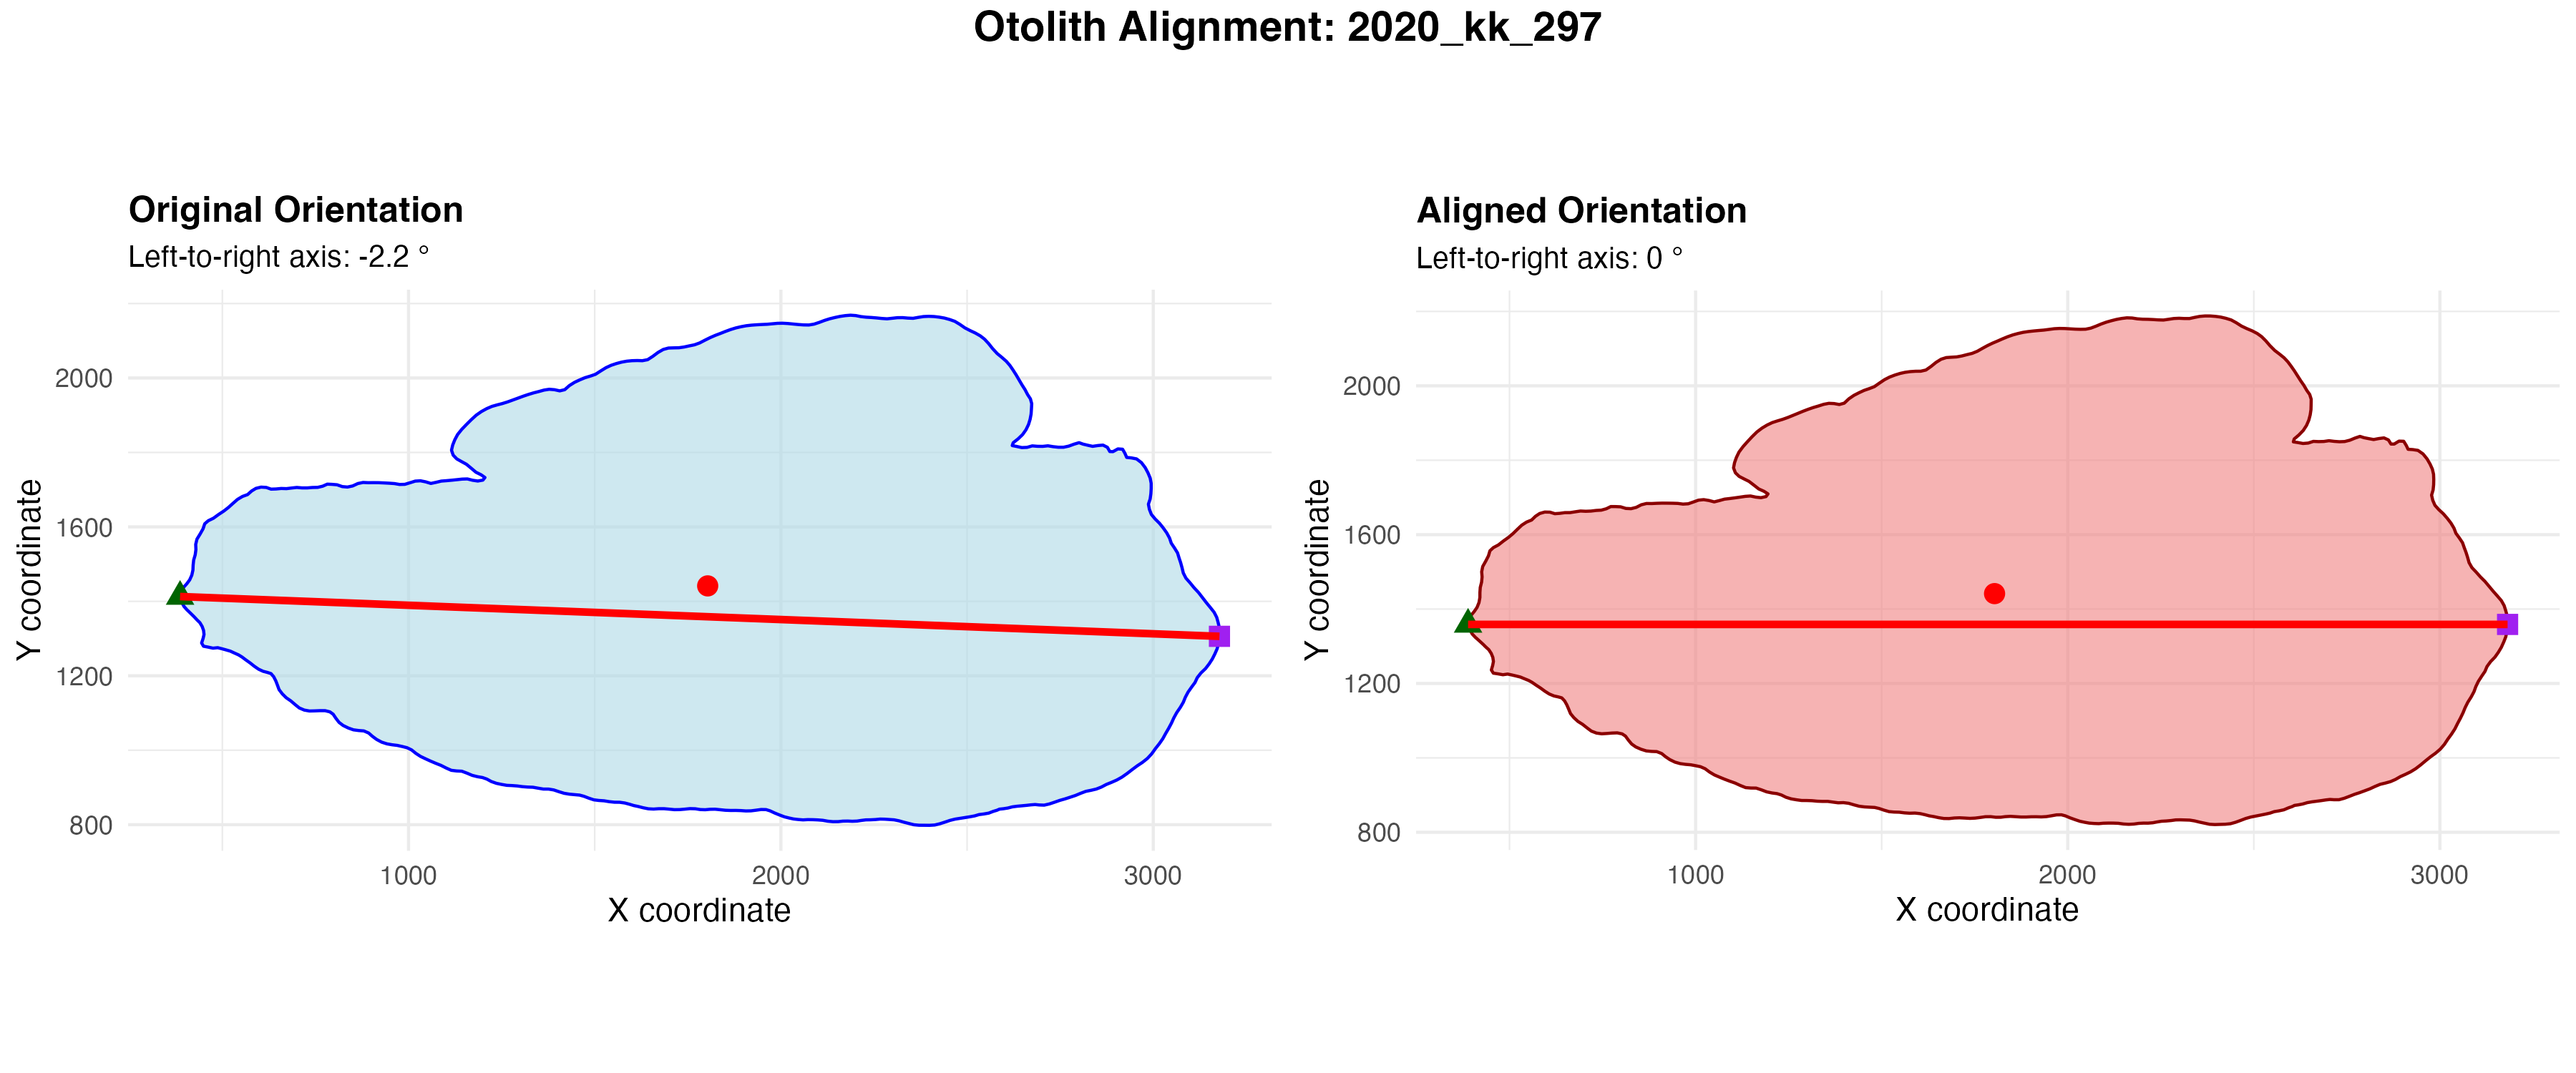 Otolith Alignment: 2020_kk_297
Original Orientation
Left-to-right axis: -2.2 °
Y coordinate
2000
1600
1200
800
1000
2000
3000
X coordinate
Aligned Orientation
Left-to-right axis: 0 °
Y coordinate
2000
1600
1200
800
1000
2000
3000
X coordinate